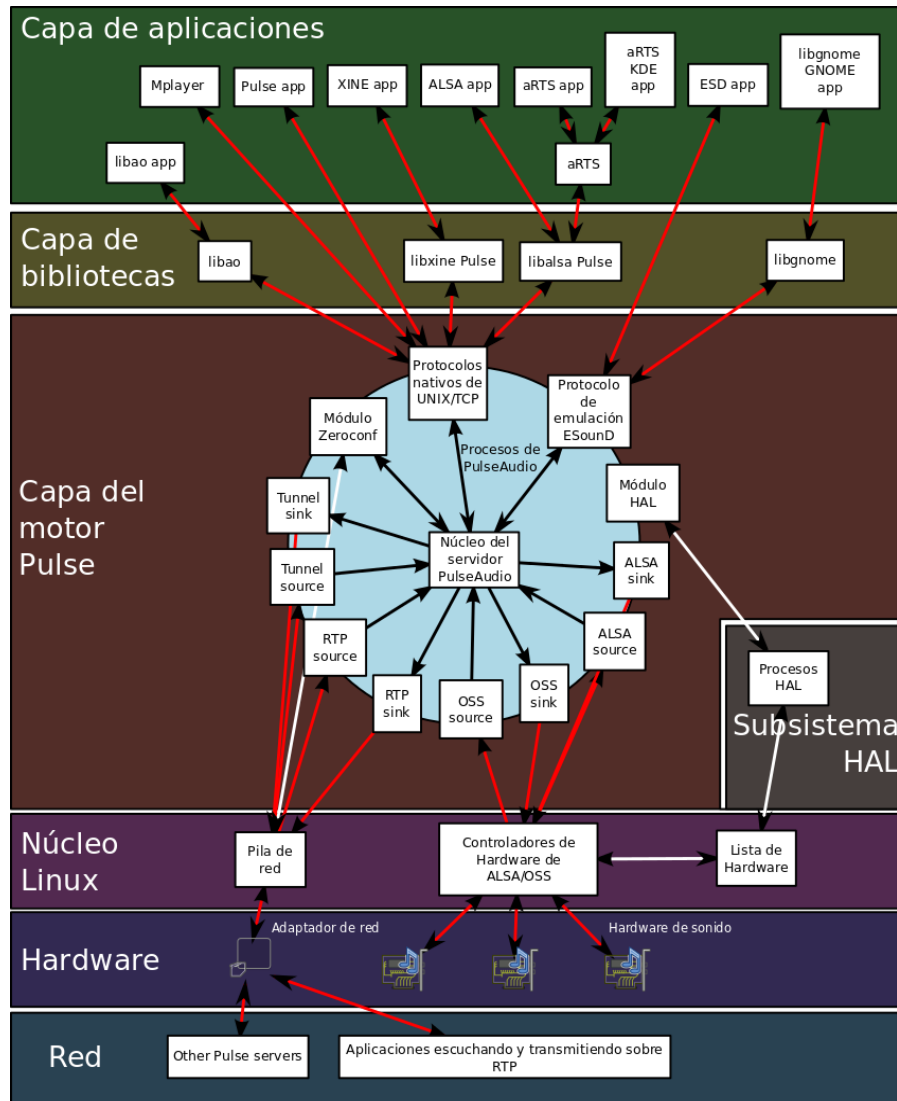 Capa de aplicaciones
Mplayer
Pulse app
XINE app
ALSA app
aRTS app
aRTS
KDE
app
ESD app
libgnome
GNOME
app
libao app
aRTS
Capa de
bibliotecas
libao
libxine Pulse
libalsa Pulse
libgnome
Capa del
motor
Pulse
Protocolos
nativos de
UNIX/TCP
Protocolo
de
emulación
ESounD
Módulo
Zeroconf
Procesos de
PulseAudio
Módulo
HAL
Tunnel
sink
Núcleo del
servidor
PulseAudio
ALSA
sink
Tunnel
source
RTP
source
ALSA
source
RTP
sink
OSS
source
OSS
sink
Procesos
HAL
Subsistema
HAL
Núcleo
Linux
Pila de
red
Controladores de
Hardware de
ALSA/OSS
Lista de
Hardware
Hardware
Adaptador de red
Hardware de sonido
Red
Other Pulse servers
Aplicaciones escuchando y transmitiendo sobre
RTP